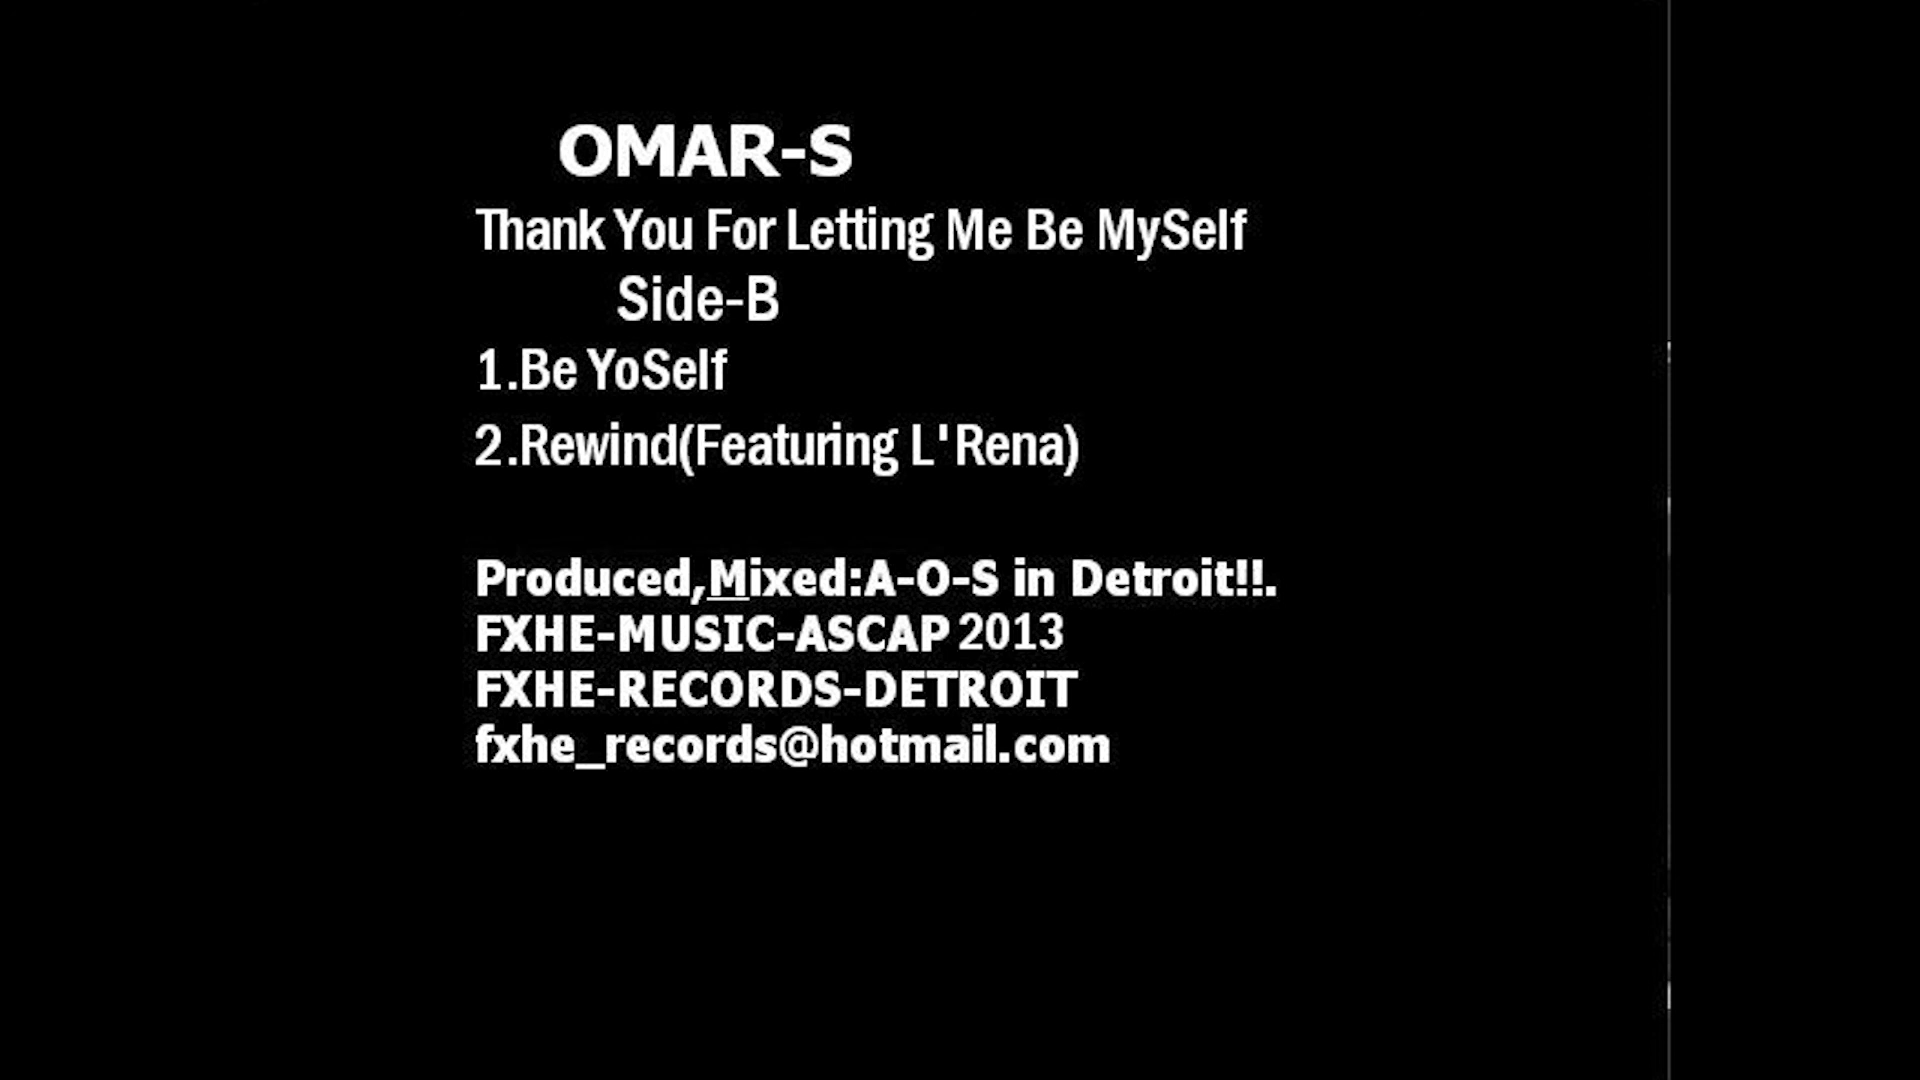 OMAR-S
Thank You For Letting Me Be MySelf
Side-B
1.Be YoSelf
2.Rewind(Featuring L'Rena)
Produced,Mixed:A-O-S in Detroit!!.
FXHE-MUSIC-ASCAP 2013
FXHE-RECORDS-DETROIT
fxhe_records@hotmail.com